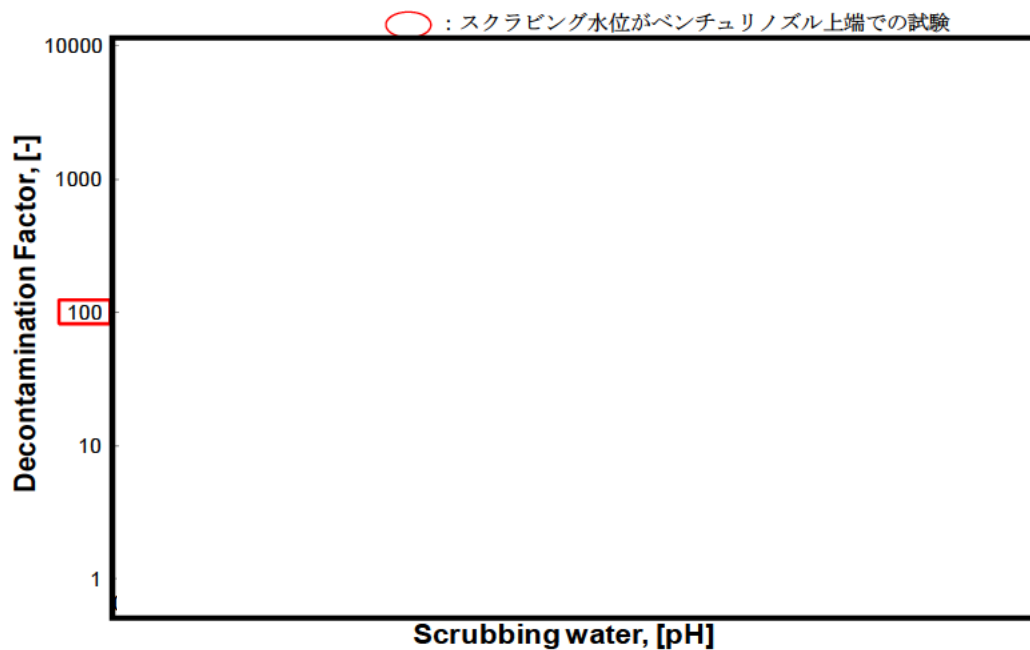 ：スクラビング水位がベンチュリノズル上端での試験
10000
1000
100
10
1
Decontamination Factor, [-]
Scrubbing water, [pH]